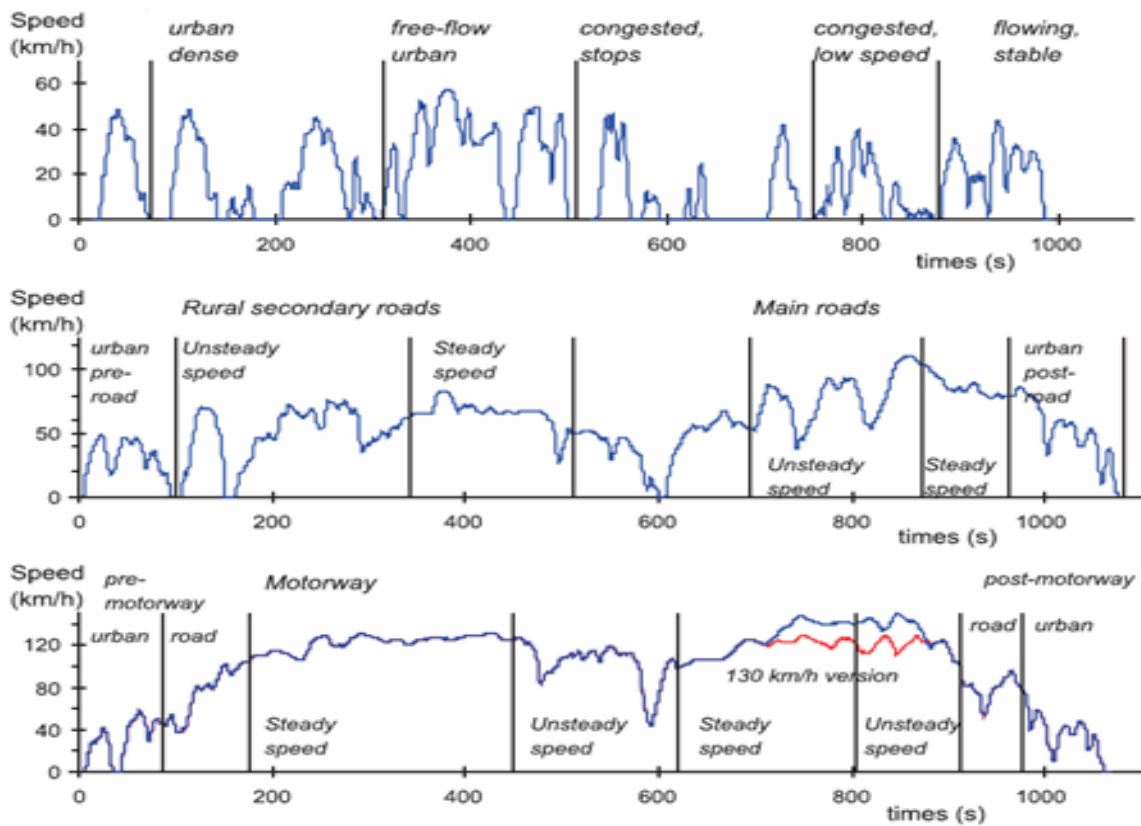 Speed
(km/h)
urban
dense
free-flow
urban
congested,
stops
congested,
low speed
flowing,
stable
60
40
20
0
0 200 400 600 800 1000
times (s)
Speed
(km/h)
Rural secondary roads Main roads
urban
pre-
road
Unsteady
speed
Steady
speed
urban
post-
road
100
50
0
Unsteady
speed
Steady
speed
0 200 400 600 800 1000
times (s)
Speed
(km/h)
pre-
motorway
Motorway
post-motorway
urban road
road urban
120
80
40
0
130 km/h version
Steady
speed
Unsteady
speed
Steady
speed
Unsteady
speed
0 200 400 600 800 1000
times (s)